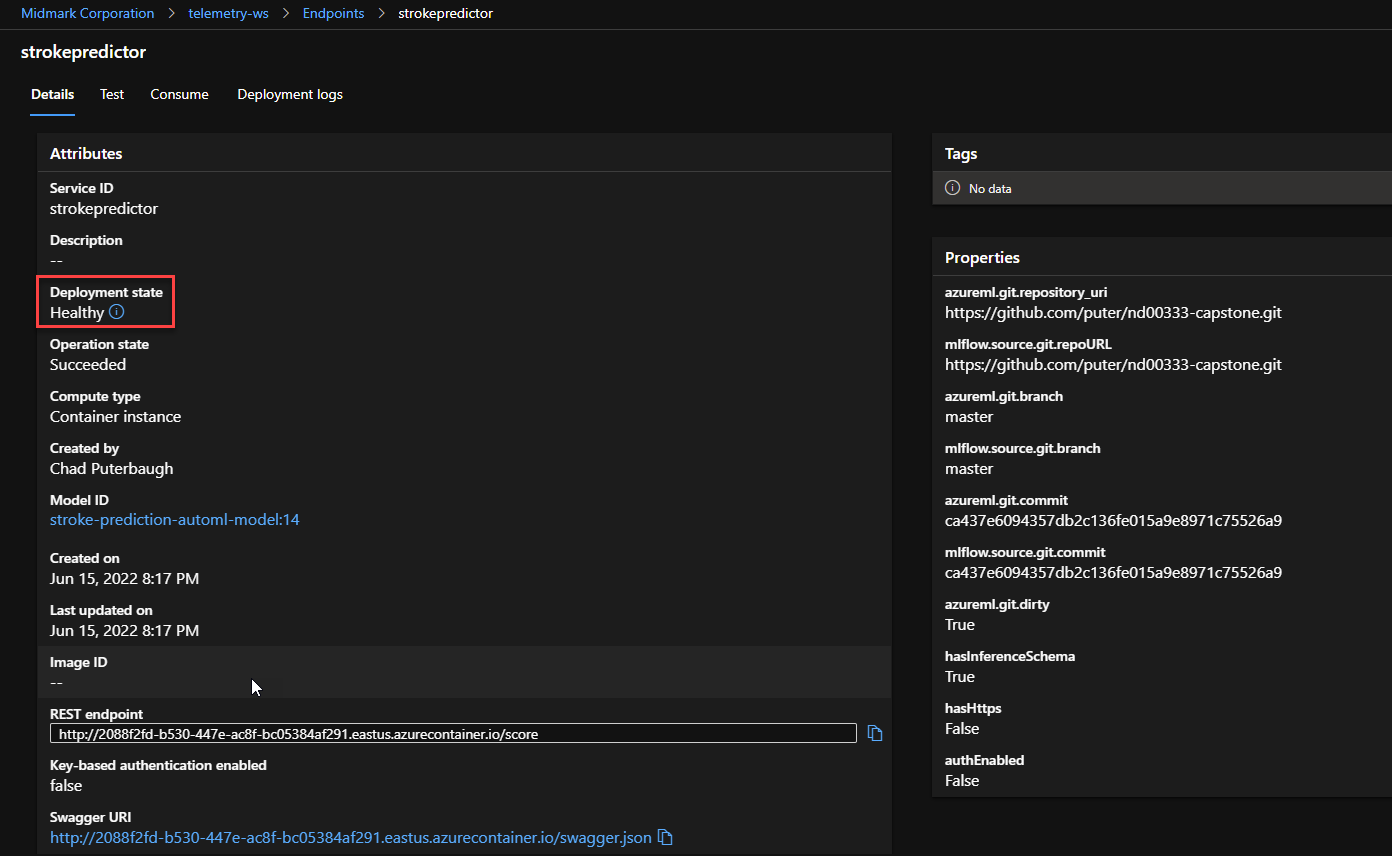 Midmark Corporation > telemetry-ws > Endpoints > strokepredictor
strokepredictor
Details Test Consume Deployment logs
Attributes
Service ID
strokepredictor
Description
--
Deployment state
Healthy
Operation state
Succeeded
Compute type
Container instance
Created by
Chad Puterbaugh
Model ID
stroke-prediction-automl-model:14
Created on
Jun 15, 2022 8:17 PM
Last updated on
Jun 15, 2022 8:17 PM
Image ID
--
REST endpoint
http://2088f2fd-b530-447e-ac8f-bc05384af291.eastus.azurecontainer.io/score
Key-based authentication enabled
false
Swagger URI
http://2088f2fd-b530-447e-ac8f-bc05384af291.eastus.azurecontainer.io/swagger.json
Tags
No data
Properties
azureml.git.repository_uri
https://github.com/puter/nd00333-capstone.git
mlflow.source.git.repoURL
https://github.com/puter/nd00333-capstone.git
azureml.git.branch
master
mlflow.source.git.branch
master
azureml.git.commit
ca437e6094357db2c136fe015a9e8971c75526a9
mlflow.source.git.commit
ca437e6094357db2c136fe015a9e8971c75526a9
azureml.git.dirty
True
hasInferenceSchema
True
hasHttps
False
authEnabled
False